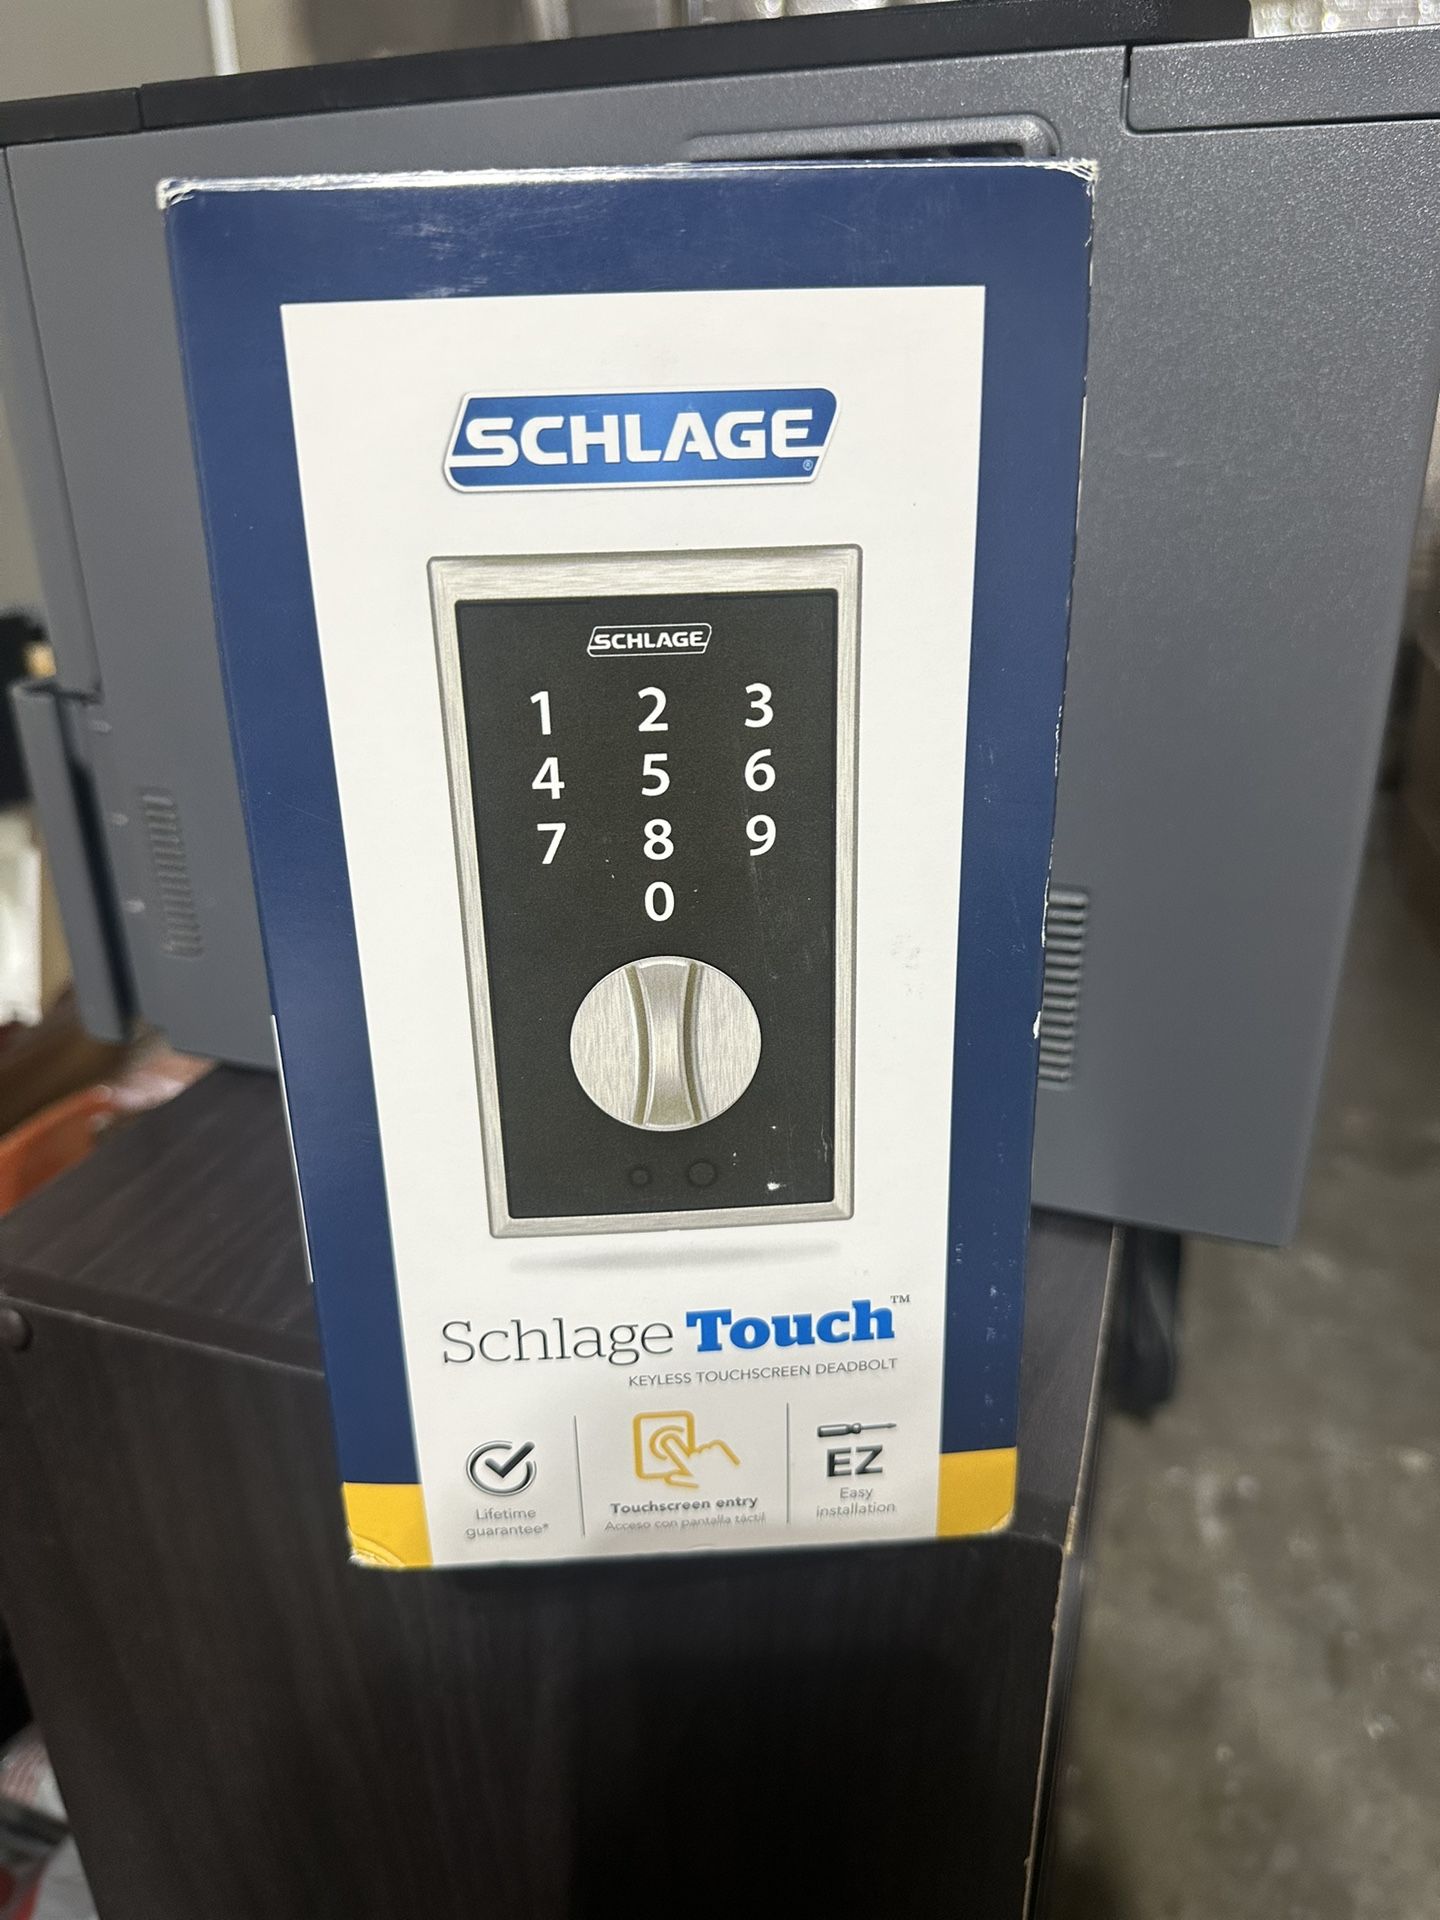 SCHLAGE
®
SCHLAGE
1 2 3
4 5 6
7 8 9
0
Schlage Touch™
KEYLESS TOUCHSCREEN DEADBOLT
Lifetime
guarantee*
Touchscreen entry
Acceso con pantalla táctil
EZ
Easy
installation